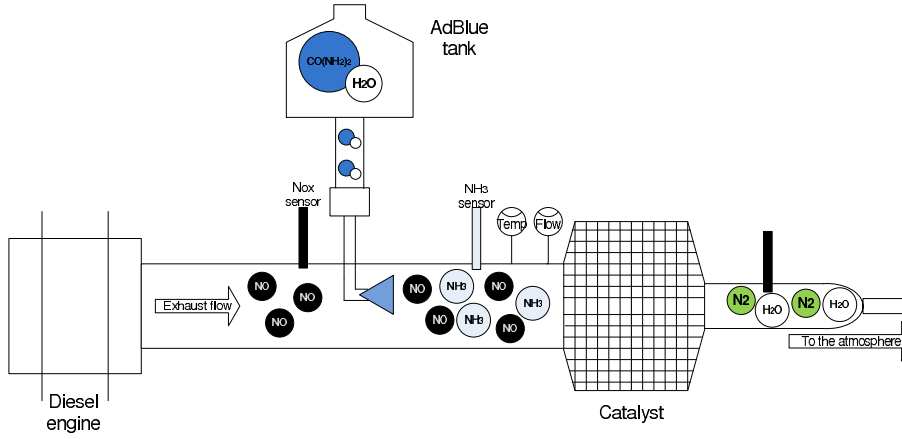 AdBlue
tank
CO(NH2)2
H2O
Nox
sensor
NH3
sensor
Temp
Flow
Exhaust flow
NO
NO
NO
NO
NH3
NO
NH3
NO
NH3
NO
N2
H2O
N2
H2O
To the atmosphere
Diesel
engine
Catalyst